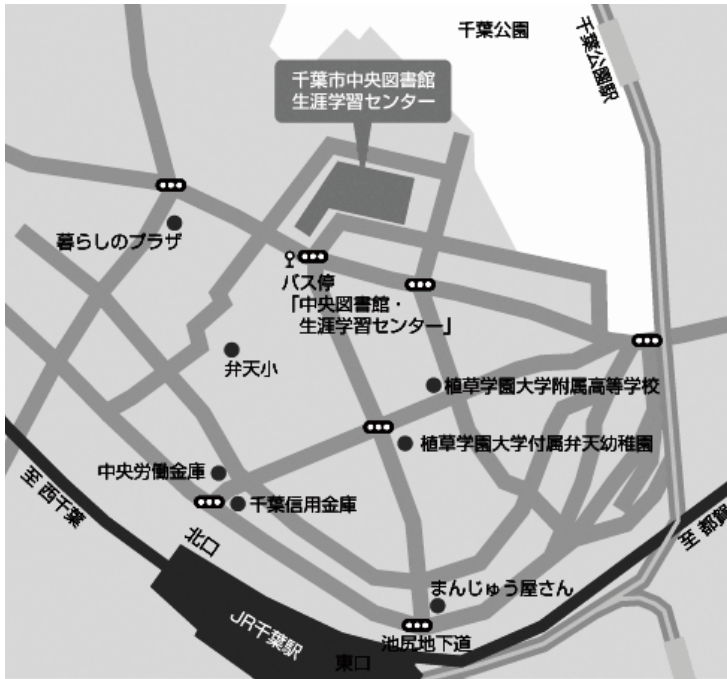 千葉公園
千葉公園駅
千葉市中央図書館
生涯学習センター
暮らしのプラザ
バス停
「中央図書館・
生涯学習センター」
弁天小
植草学園大学附属高等学校
植草学園大学付属弁天幼稚園
中央労働金庫
千葉信用金庫
至 西千葉
至 都賀
北口
まんじゅう屋さん
JR千葉駅
池尻地下道
東口